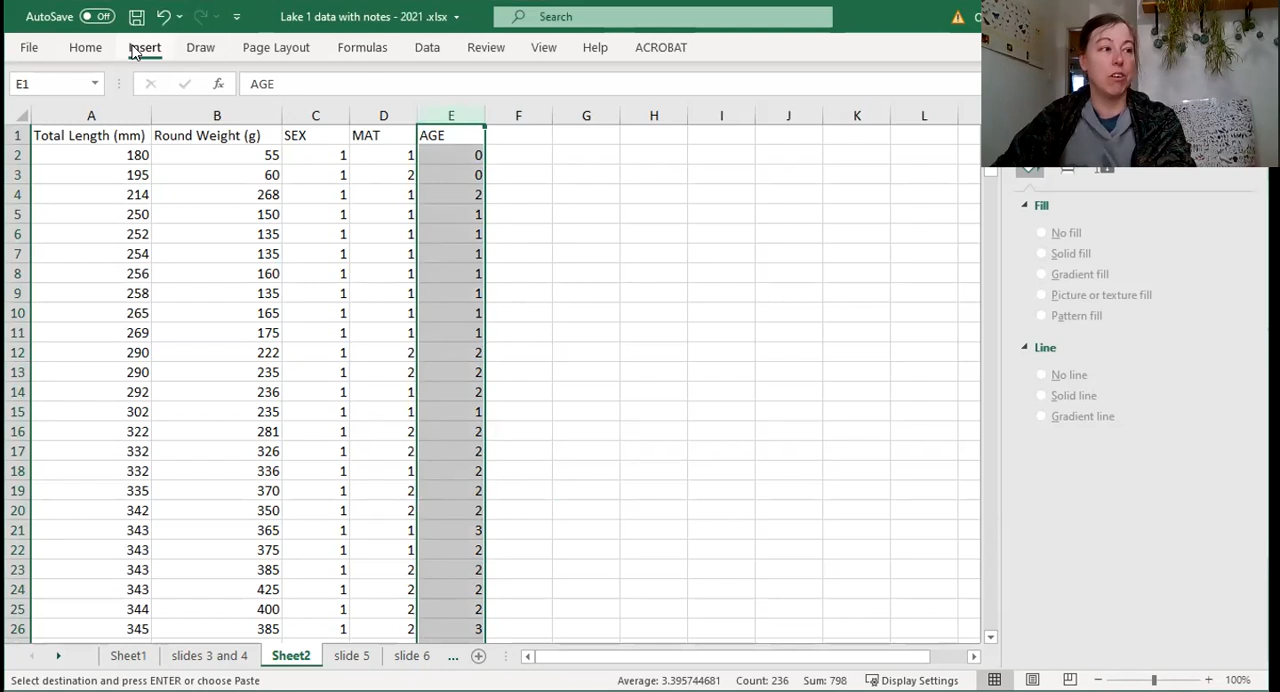 AutoSave Off Lake 1 data with notes - 2021 .xlsx Search
File Home Insert Draw Page Layout Formulas Data Review View Help ACROBAT
E1 fx AGE
A B C D E F G H I J K L
1 Total Length (mm) Round Weight (g) SEX MAT AGE
2 180 55 1 1 0
3 195 60 1 2 0
4 214 268 1 1 2
5 250 150 1 1 1
6 252 135 1 1 1
7 254 135 1 1 1
8 256 160 1 1 1
9 258 135 1 1 1
10 265 165 1 1 1
11 269 175 1 1 1
12 290 222 1 2 2
13 290 235 1 2 2
14 292 236 1 1 2
15 302 235 1 1 1
16 322 281 1 2 2
17 332 326 1 2 2
18 332 336 1 1 2
19 335 370 1 2 2
20 342 350 1 2 2
21 343 365 1 1 3
22 343 375 1 1 2
23 343 385 1 2 2
24 343 425 1 2 2
25 344 400 1 2 2
26 345 385 1 2 3
Fill
No fill
Solid fill
Gradient fill
Picture or texture fill
Pattern fill
Line
No line
Solid line
Gradient line
Sheet1 slides 3 and 4 Sheet2 slide 5 slide 6 ...
Select destination and press ENTER or choose Paste Average: 3.395744681 Count: 236 Sum: 798 Display Settings 100%